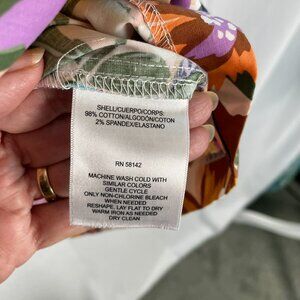 SHELL/CUERPO/CORPS:
98% COTTON/ALGODÓN/COTON
2% SPANDEX/ELASTANO
RN 58142
MACHINE WASH COLD WITH
SIMILAR COLORS
GENTLE CYCLE
ONLY NON-CHLORINE BLEACH
WHEN NEEDED
RESHAPE, LAY FLAT TO DRY
WARM IRON AS NEEDED
DRY CLEAN